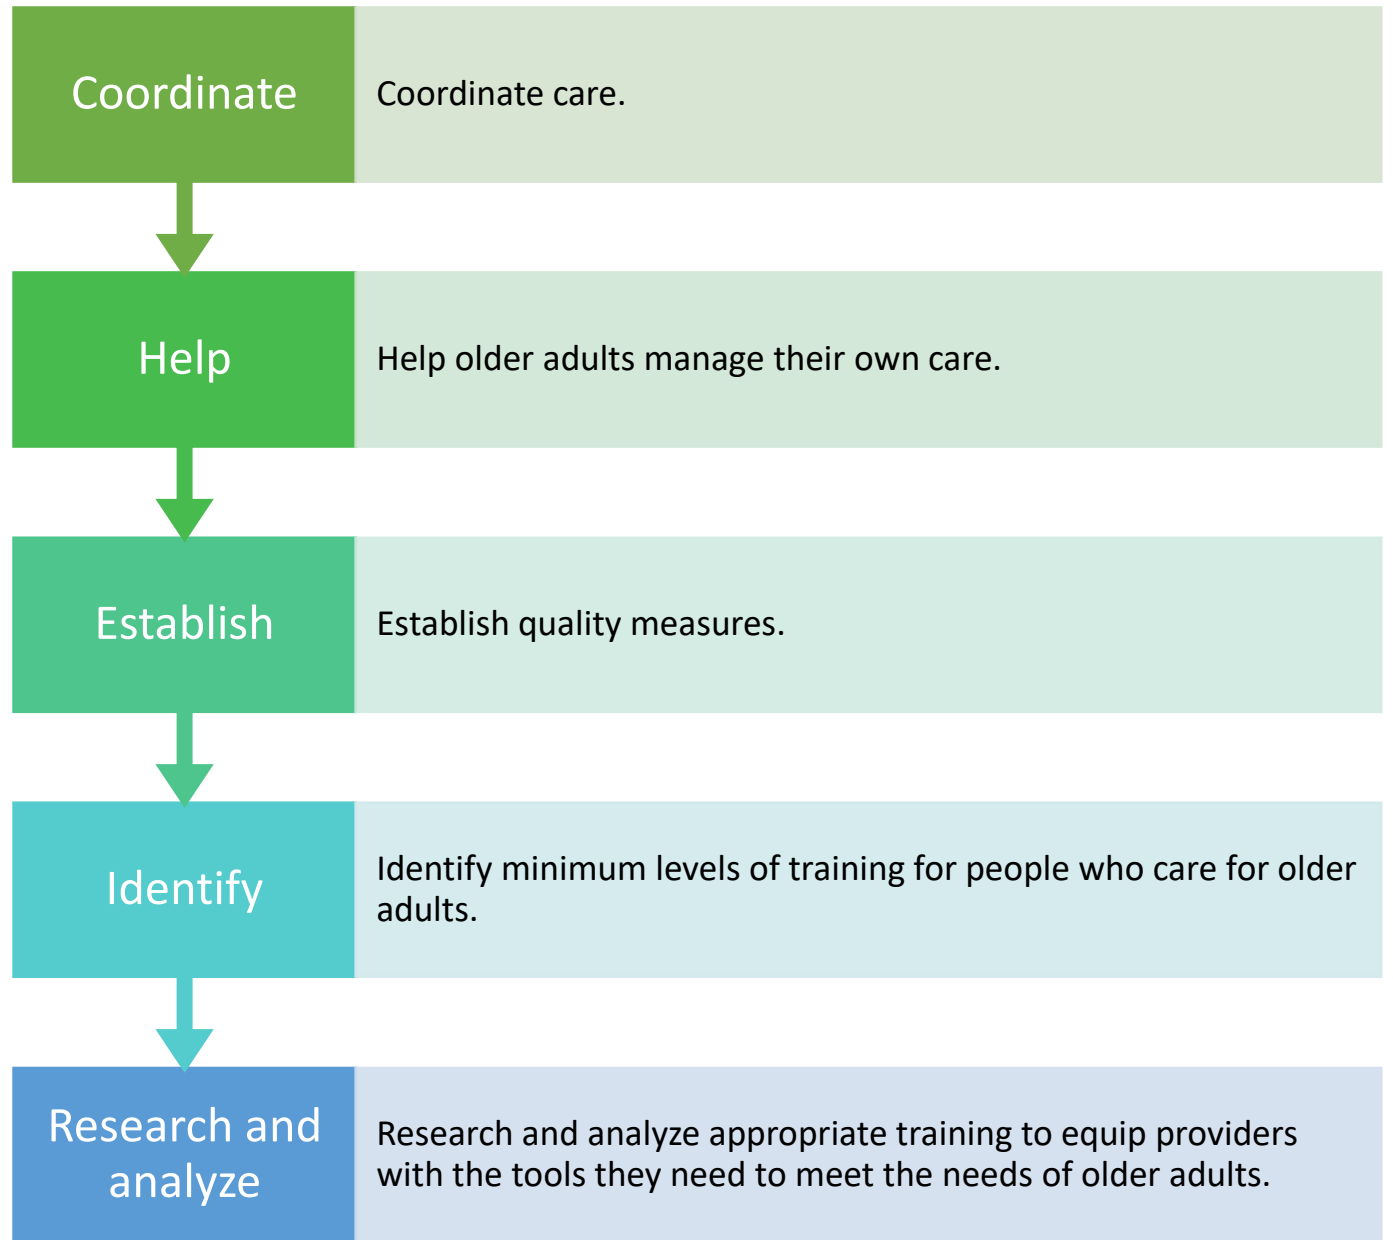 Coordinate
Coordinate care.
Help
Help older adults manage their own care.
Establish
Establish quality measures.
Identify
Identify minimum levels of training for people who care for older
adults.
Research and
analyze
Research and analyze appropriate training to equip providers
with the tools they need to meet the needs of older adults.